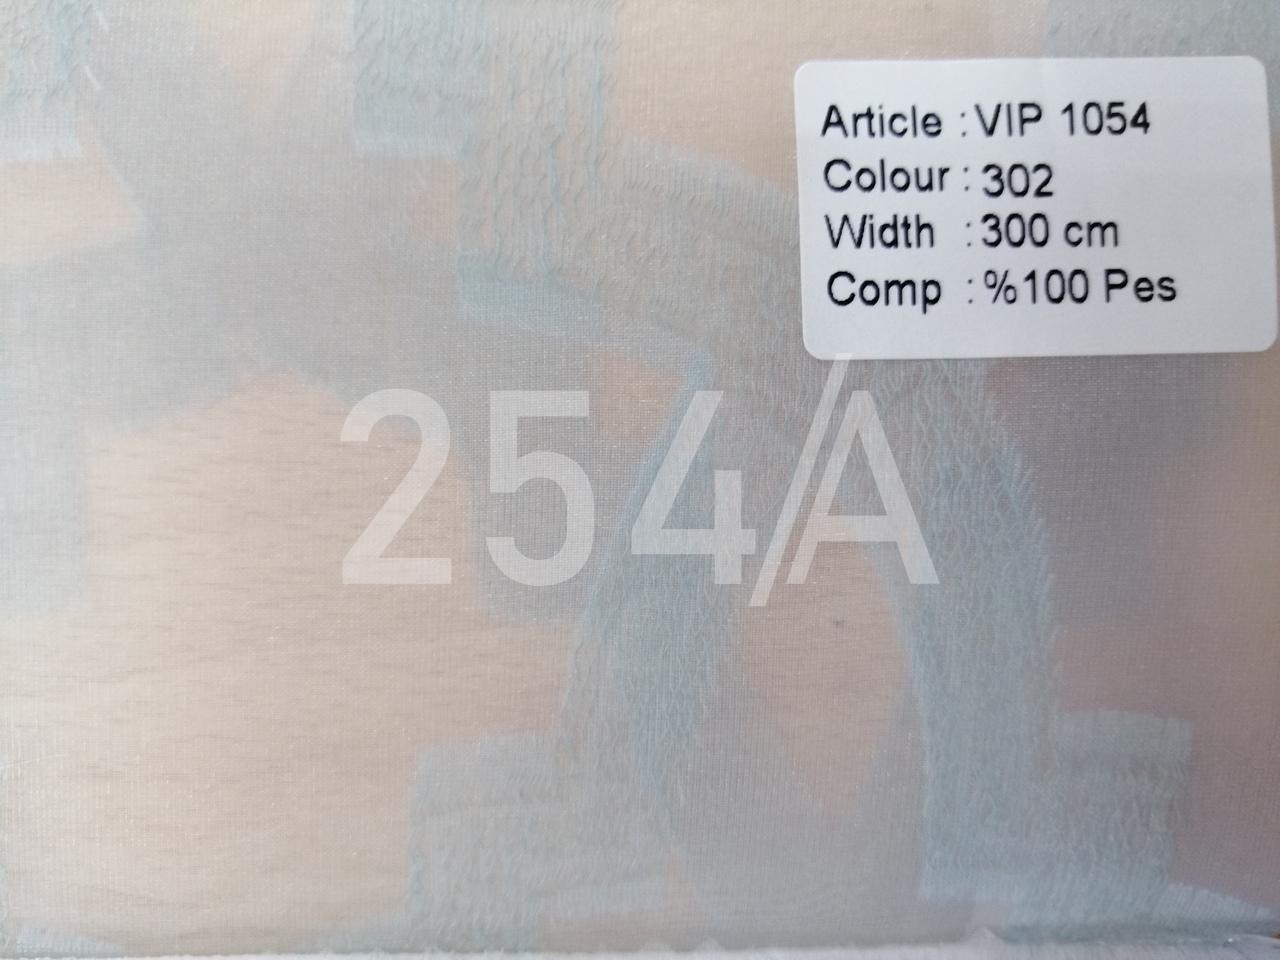 Article : VIP 1054
Colour : 302
Width : 300 cm
Comp : %100 Pes
254/A